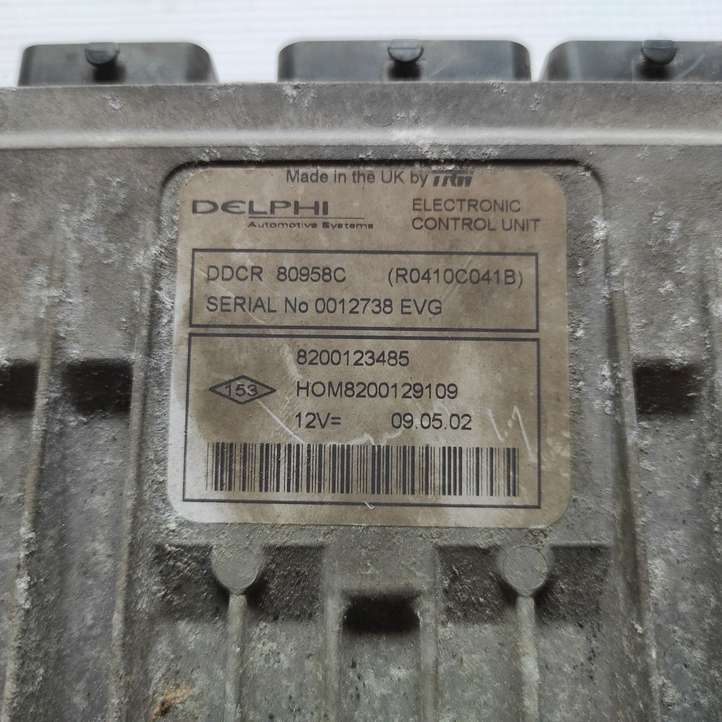 Made in the UK by TRW
DELPHI
Automotive Systems
ELECTRONIC
CONTROL UNIT
DDCR 80958C (R0410C041B)
SERIAL No 0012738 EVG
8200123485
153 HOM8200129109
12V= 09.05.02